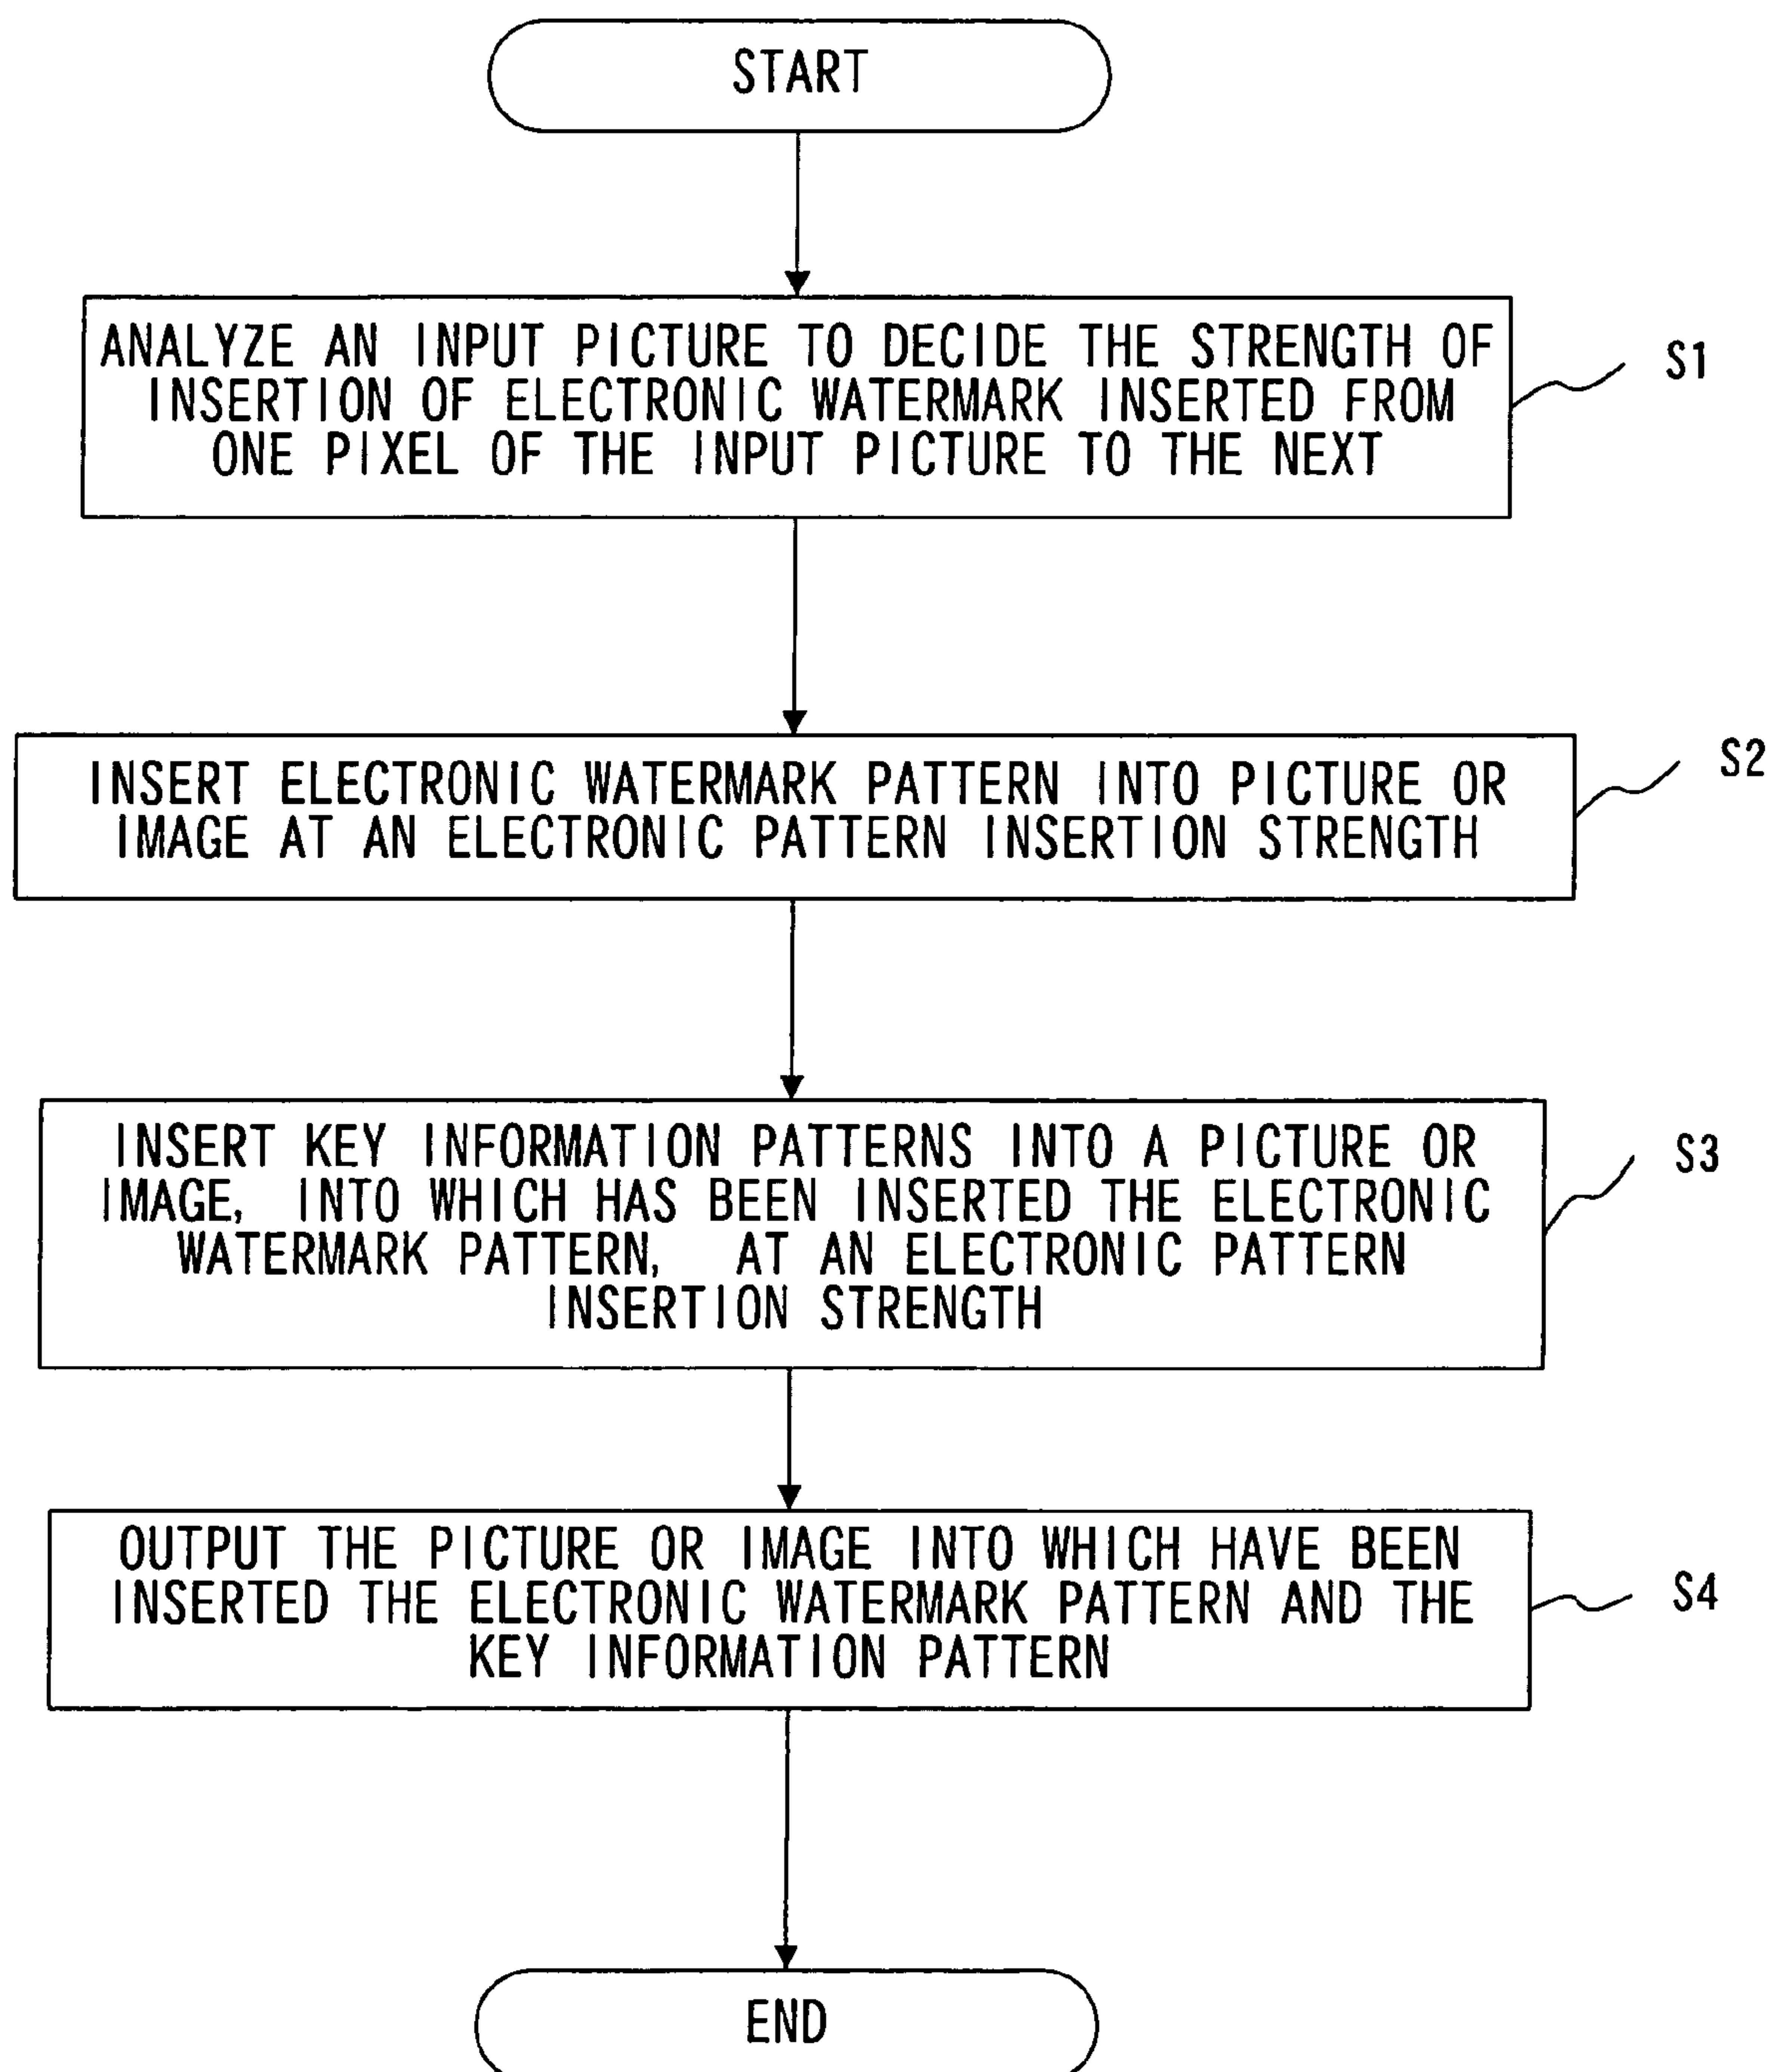 START
ANALYZE AN INPUT PICTURE TO DECIDE THE STRENGTH OF
INSERTION OF ELECTRONIC WATERMARK INSERTED FROM
ONE PIXEL OF THE INPUT PICTURE TO THE NEXT
S1
INSERT ELECTRONIC WATERMARK PATTERN INTO PICTURE OR
IMAGE AT AN ELECTRONIC PATTERN INSERTION STRENGTH
S2
INSERT KEY INFORMATION PATTERNS INTO A PICTURE OR
IMAGE, INTO WHICH HAS BEEN INSERTED THE ELECTRONIC
WATERMARK PATTERN, AT AN ELECTRONIC PATTERN
INSERTION STRENGTH
S3
OUTPUT THE PICTURE OR IMAGE INTO WHICH HAVE BEEN
INSERTED THE ELECTRONIC WATERMARK PATTERN AND THE
KEY INFORMATION PATTERN
S4
END